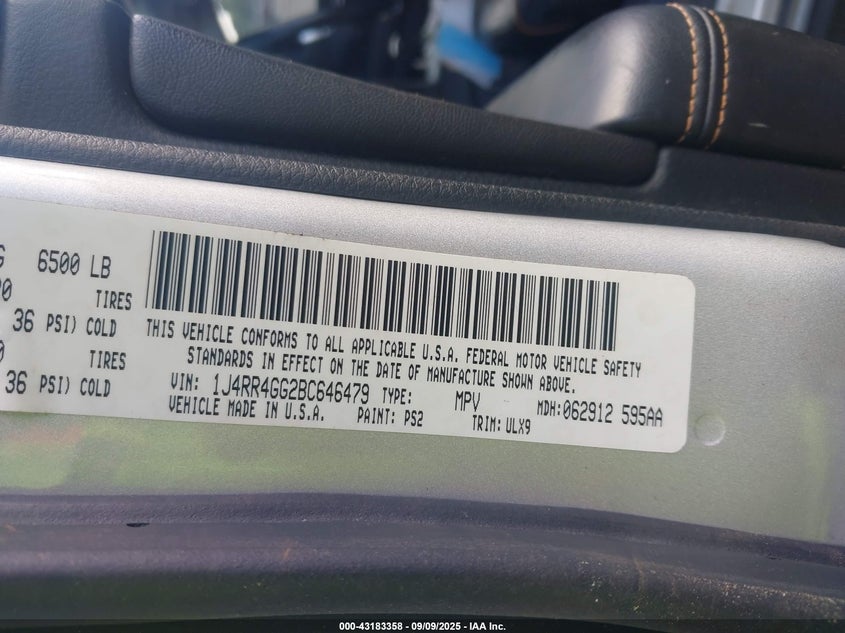 G 6500 LB
20 TIRES
36 PSI) COLD
0 TIRES
36 PSI) COLD
THIS VEHICLE CONFORMS TO ALL APPLICABLE U.S.A. FEDERAL MOTOR VEHICLE SAFETY
STANDARDS IN EFFECT ON THE DATE OF MANUFACTURE SHOWN ABOVE.
VIN: 1J4RR4GG2BC646479 TYPE: MPV MDH: 062912 595AA
VEHICLE MADE IN U.S.A. PAINT: PS2 TRIM: ULX9
000-43183358 - 09/09/2025 - IAA Inc.